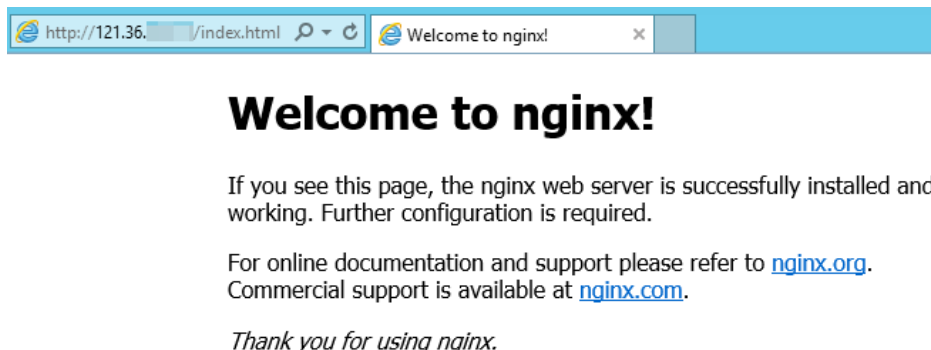 http://121.36. /index.html
Welcome to nginx!
Welcome to nginx!
If you see this page, the nginx web server is successfully installed and
working. Further configuration is required.
For online documentation and support please refer to nginx.org.
Commercial support is available at nginx.com.
Thank you for using nginx.